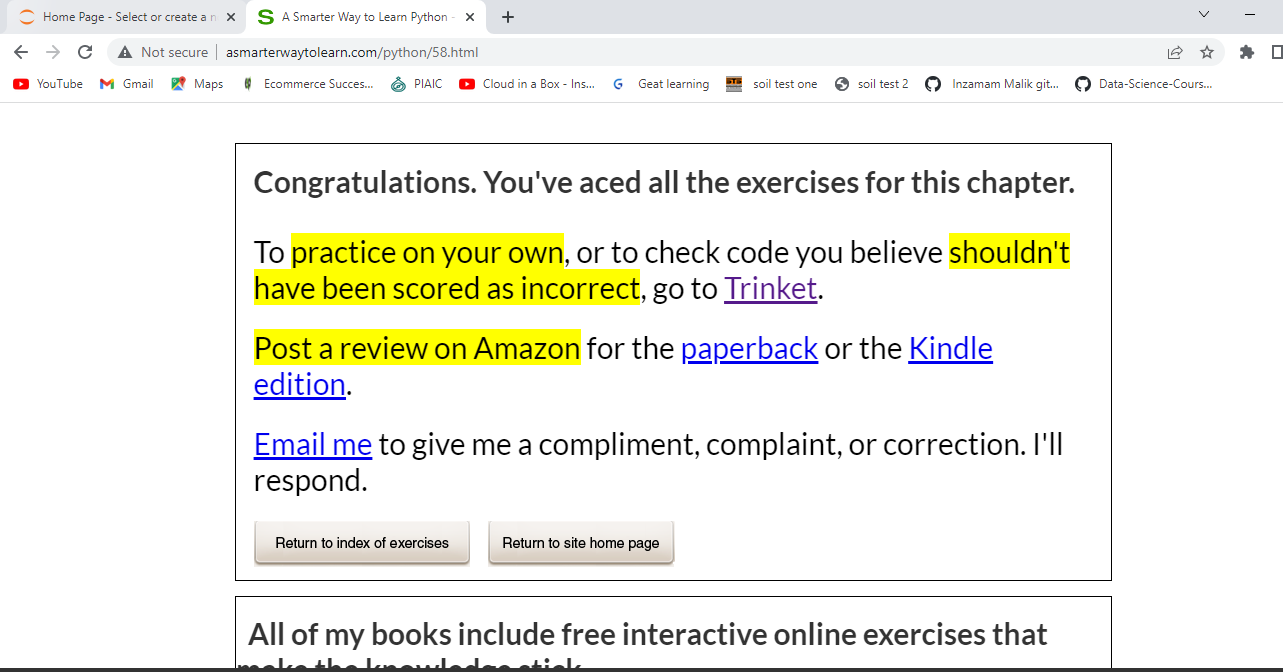 Home Page - Select or create a n
A Smarter Way to Learn Python -
Not secure
asmarterwaytolearn.com/python/58.html
YouTube
Gmail
Maps
Ecommerce Succes...
PIAIC
Cloud in a Box - Ins...
Geat learning
soil test one
soil test 2
Inzamam Malik git...
Data-Science-Cours...
Congratulations. You've aced all the exercises for this chapter.
To practice on your own, or to check code you believe shouldn't
have been scored as incorrect, go to Trinket.
Post a review on Amazon for the paperback or the Kindle
edition.
Email me to give me a compliment, complaint, or correction. I'll
respond.
Return to index of exercises
Return to site home page
All of my books include free interactive online exercises that
make the knowledge stick